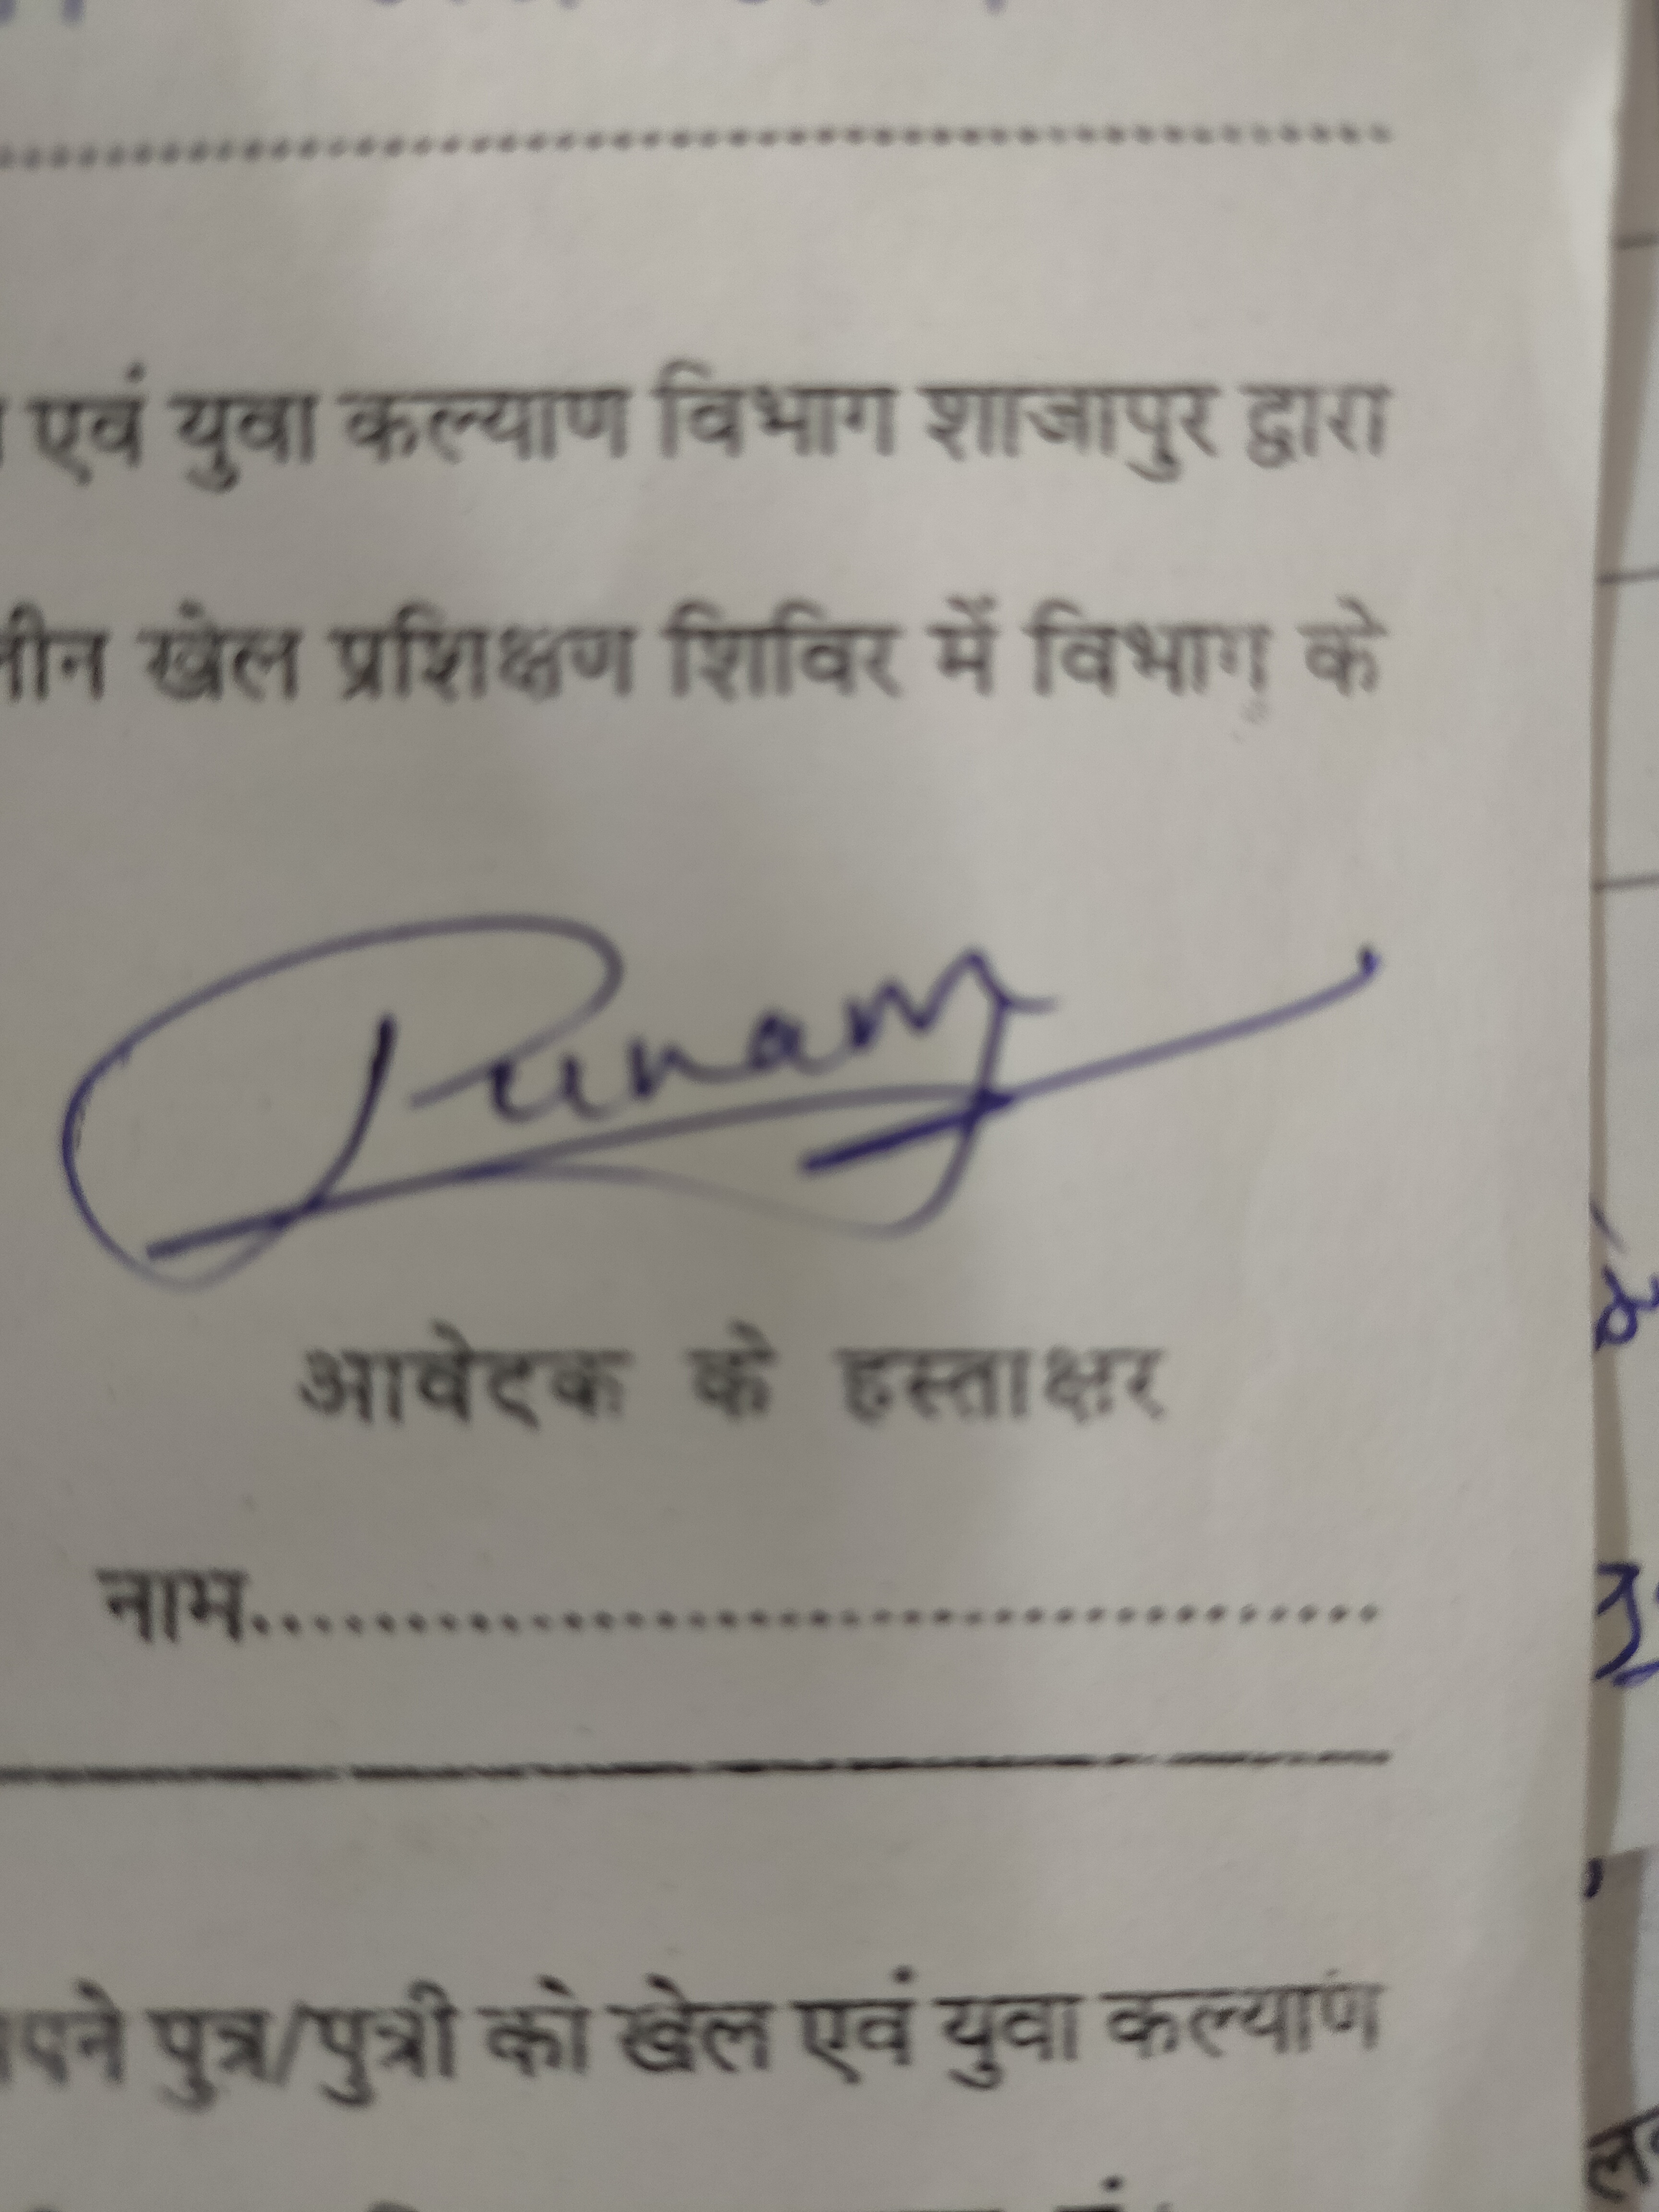 एवं युवा कल्याण विभाग शाजापुर द्वारा
खेल प्रशिक्षण शिविर में विभाग के
Punam
आवेदक के हस्ताक्षर
नाम..........................................
पुत्र/पुत्री को खेल एवं युवा कल्याण